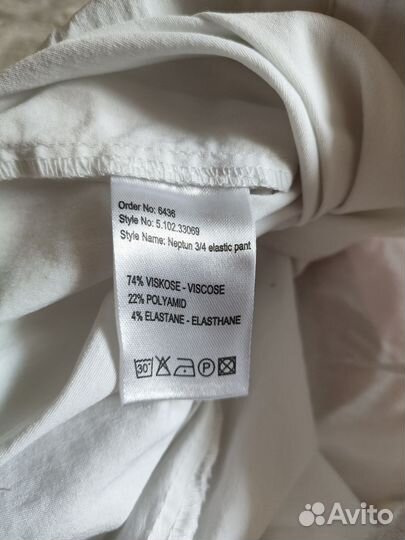 Order No: 6436
Style No: 5.102.33069
Style Name: Neptun 3/4 elastic pant
74% VISKOSE - VISCOSE
22% POLYAMID
4% ELASTANE - ELASTHANE
30° P
Avito